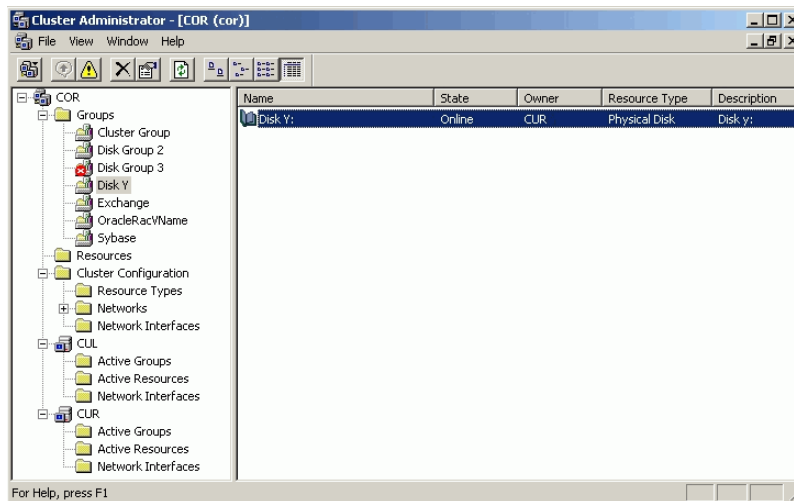 Cluster Administrator - [COR (cor)]
File View Window Help
COR
Groups
Cluster Group
Disk Group 2
Disk Group 3
Disk Y
Exchange
OracleRacVName
Sybase
Resources
Cluster Configuration
Resource Types
Networks
Network Interfaces
CUL
Active Groups
Active Resources
Network Interfaces
CUR
Active Groups
Active Resources
Network Interfaces
Name State Owner Resource Type Description
Disk Y: Online CUR Physical Disk Disk y:
For Help, press F1